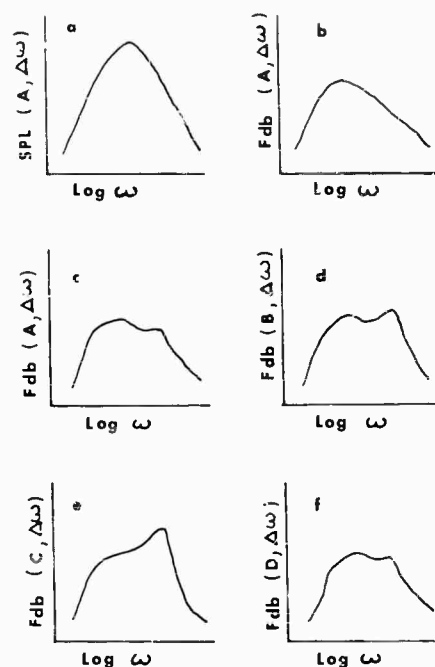 a
SPL (A, Δω)
Log ω
b
Fdb (A, Δω)
Log ω
c
Fdb (A, Δω)
Log ω
d
Fdb (B, Δω)
Log ω
e
Fdb (C, Δω)
Log ω
f
Fdb (D, Δω)
Log ω